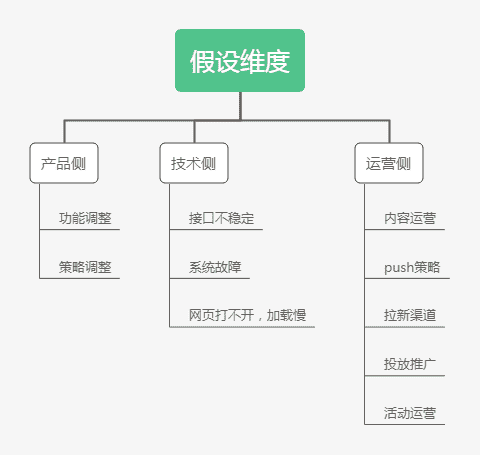 假设维度
产品侧
功能调整
策略调整
技术侧
接口不稳定
系统故障
网页打不开，加载慢
运营侧
内容运营
push策略
拉新渠道
投放推广
活动运营